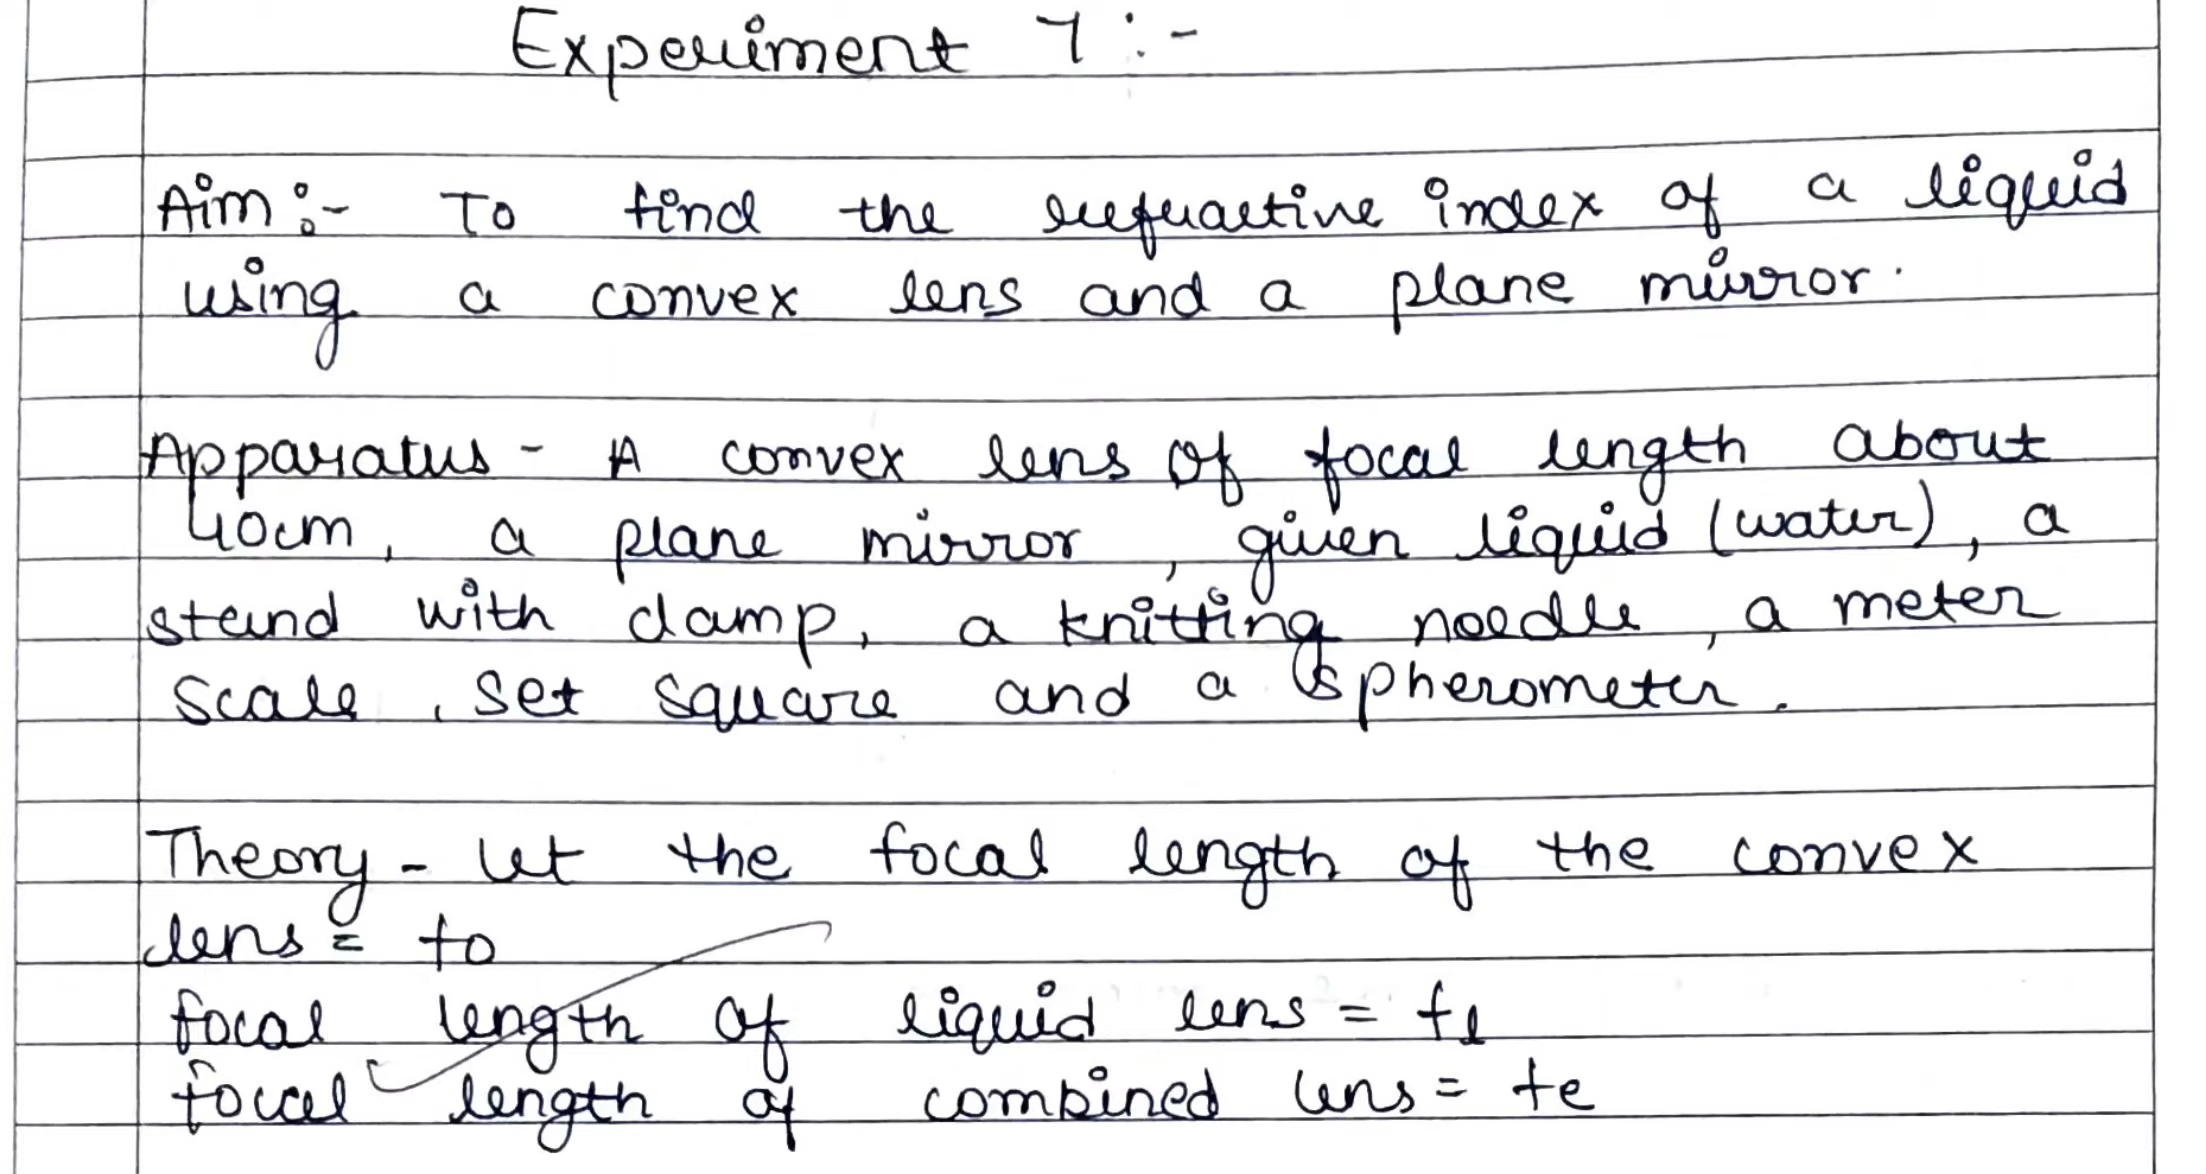 Experiment 7:-
Aim:- To find the refractive index of a liquid
using a convex lens and a plane mirror.
Apparatus - A convex lens of focal length about
40cm, a plane mirror, given liquid (water), a
stand with clamp, a knitting needle, a meter
scale, set square and a spherometer.
Theory - Let the focal length of the convex
lens = fo
focal length of liquid lens = fl
focal length of combined lens = fe